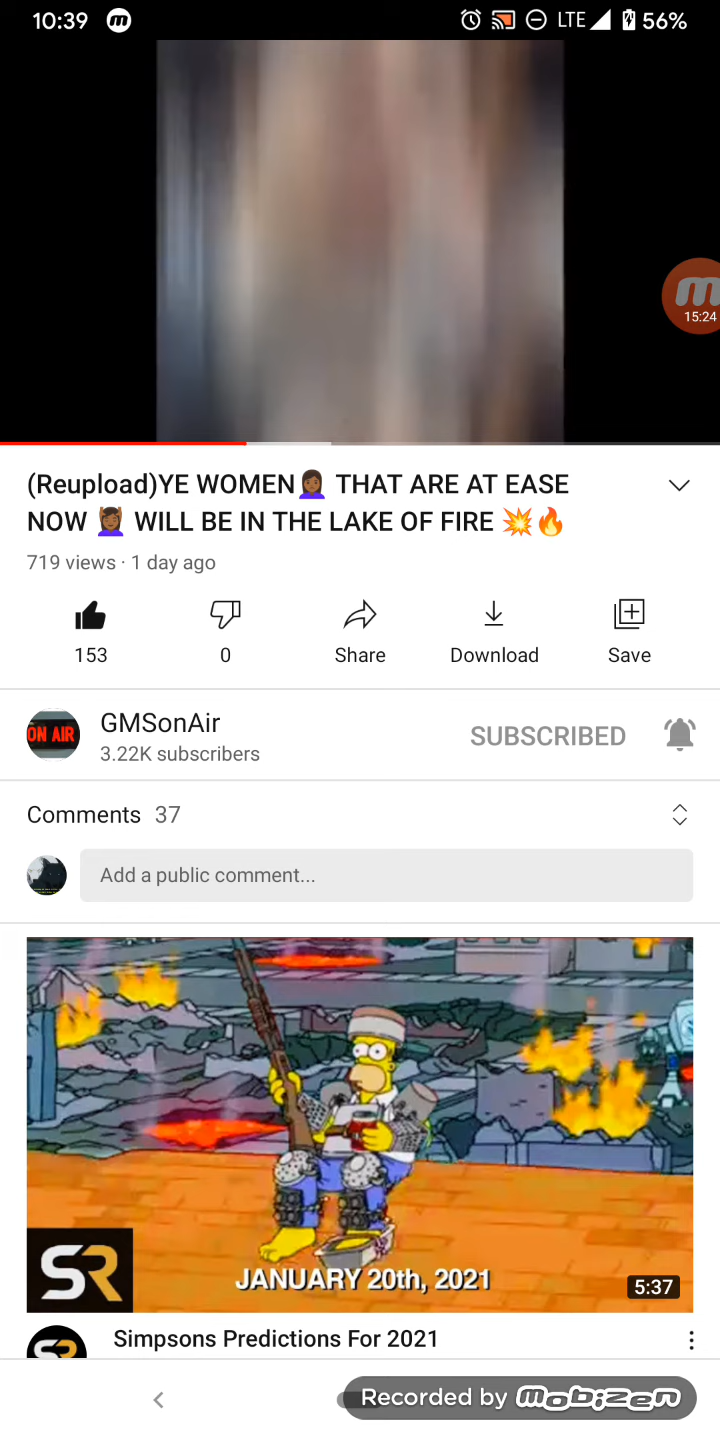 10:39 m LTE 56%
m
15:24
(Reupload)YE WOMEN🙍🏾‍♀️ THAT ARE AT EASE
NOW 💆🏾‍♀️ WILL BE IN THE LAKE OF FIRE 💥🔥
719 views · 1 day ago
153 0 Share Download Save
ON AIR
GMSonAir
3.22K subscribers
SUBSCRIBED
Comments 37
Add a public comment...
SR
JANUARY 20th, 2021
5:37
SR
Simpsons Predictions For 2021
Recorded by mobizen